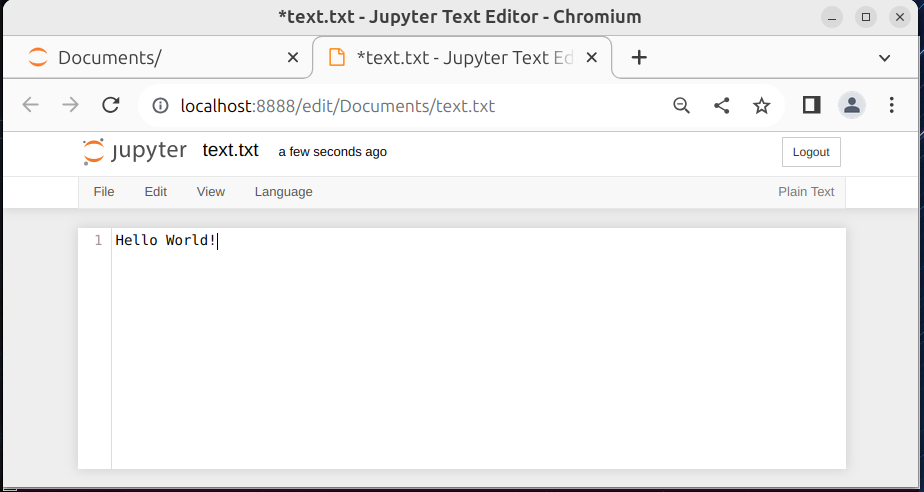 *text.txt - Jupyter Text Editor - Chromium
Documents/
*text.txt - Jupyter Text Ed
localhost:8888/edit/Documents/text.txt
jupyter text.txt a few seconds ago Logout
File Edit View Language Plain Text
1 Hello World!